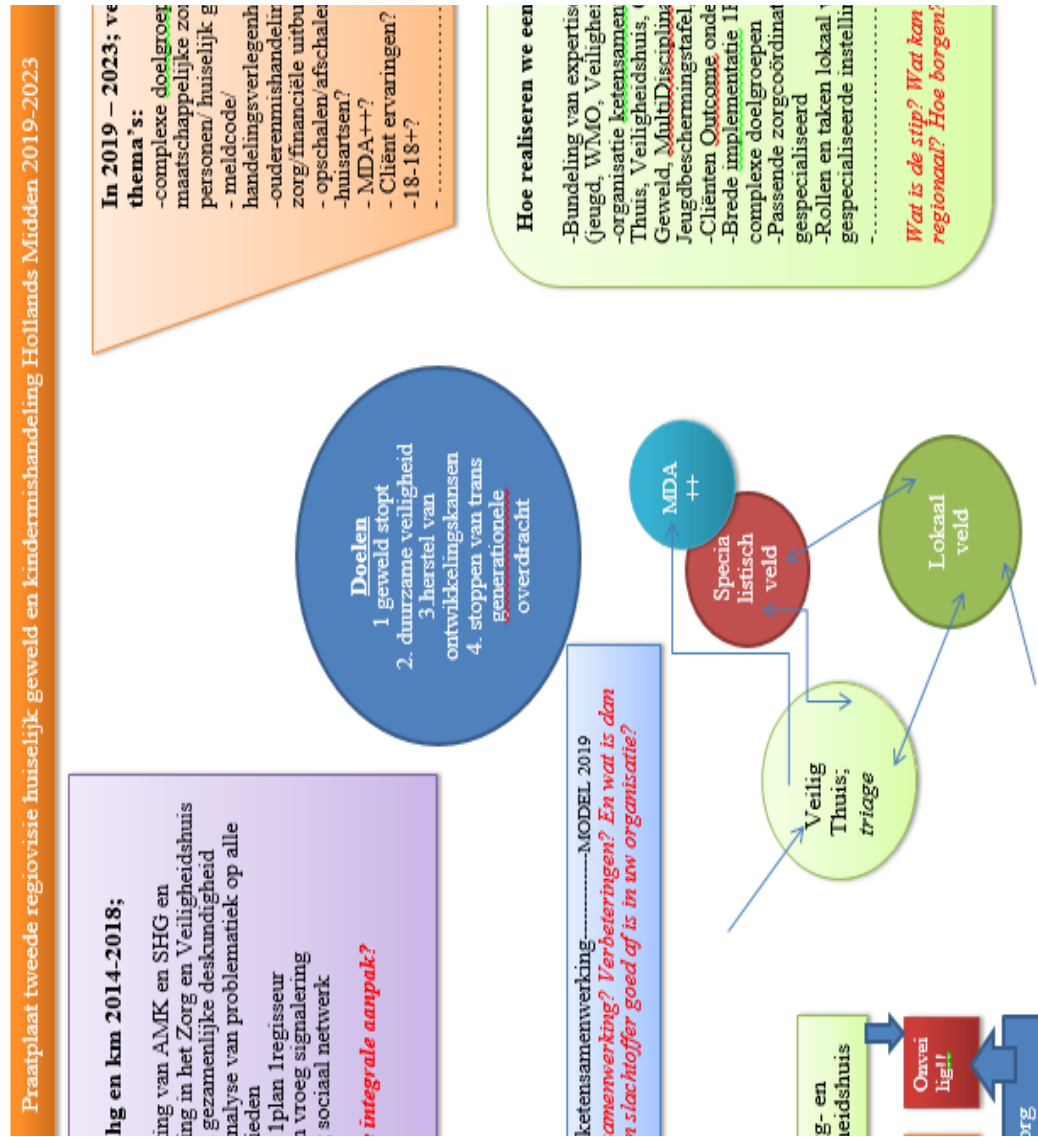 Praatplaat tweede regiovisie huiselijk geweld en kindermishandeling Hollands Midden 2019-2023
hg en km 2014-2018;
ing van AMK en SHG en
ing in het Zorg en Veiligheidshuis
gezamenlijke deskundigheid
nalyse van problematiek op alle
ieden
1plan 1regisseur
n vroeg signalering
sociaal netwerk
integrale aanpak?
Doelen
1 geweld stopt
2. duurzame veiligheid
3 herstel van
ontwikkelingskansen
4. stoppen van trans
generationele
overdracht
In 2019 – 2023; ve
thema's:
-complexe doelgroep
maatschappelijke zo
personen/ huiselijk g
- meldcode/
handelingsverlegenh
-ouderenmishandelin
zorg/financiële uitbu
- opschalen/afschale
-huisartsen?
- MDA++?
- Cliënt ervaringen?
-18-18+?
- ..............
ketensamenwerking-------------MODEL 2019
samenwerking? Verbeteringen? En wat is dan
n slachtoffer goed af is in uw organisatie?
Veilig
Thuis;
triage
Specia
listisch
veld
MDA
++
Lokaal
veld
Hoe realiseren we een
-Bundeling van expertise
(jeugd, WMO, Veilighe
-organisatie ketensamen
Thuis, Veiligheidshuis, C
Geweld, MultiDisciplina
Jeugdbeschermingstafel
-Cliënten Outcome onde
-Brede implementatie 1P
complexe doelgroepen
-Passende zorgcoördinat
gespecialiseerd
-Rollen en taken lokaal v
gespecialiseerde instellin
-..............
Wat is de stip? Wat kan
regionaal? Hoe borgen?
g- en
heidshuis
Onvei
lig!!
org